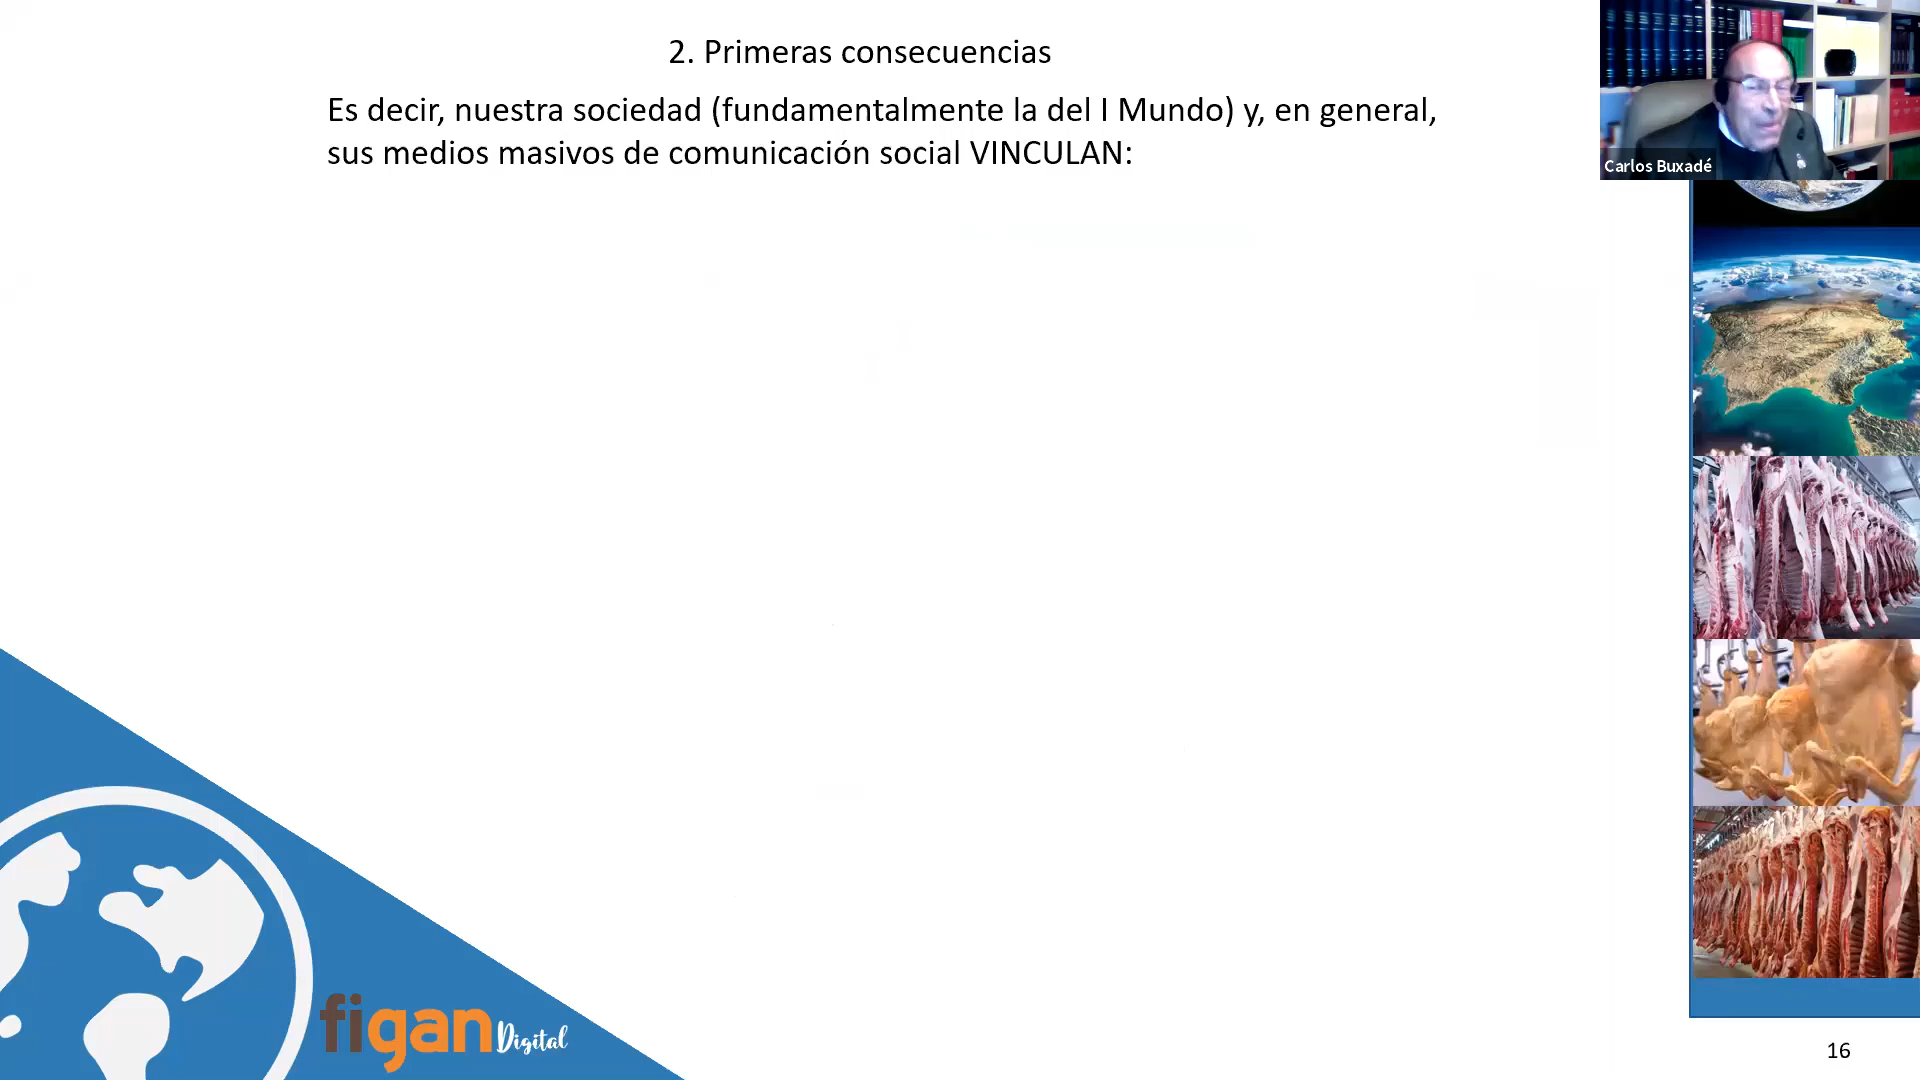 2. Primeras consecuencias
Es decir, nuestra sociedad (fundamentalmente la del I Mundo) y, en general,
sus medios masivos de comunicación social VINCULAN:
Carlos Buxadé
figan Digital
16